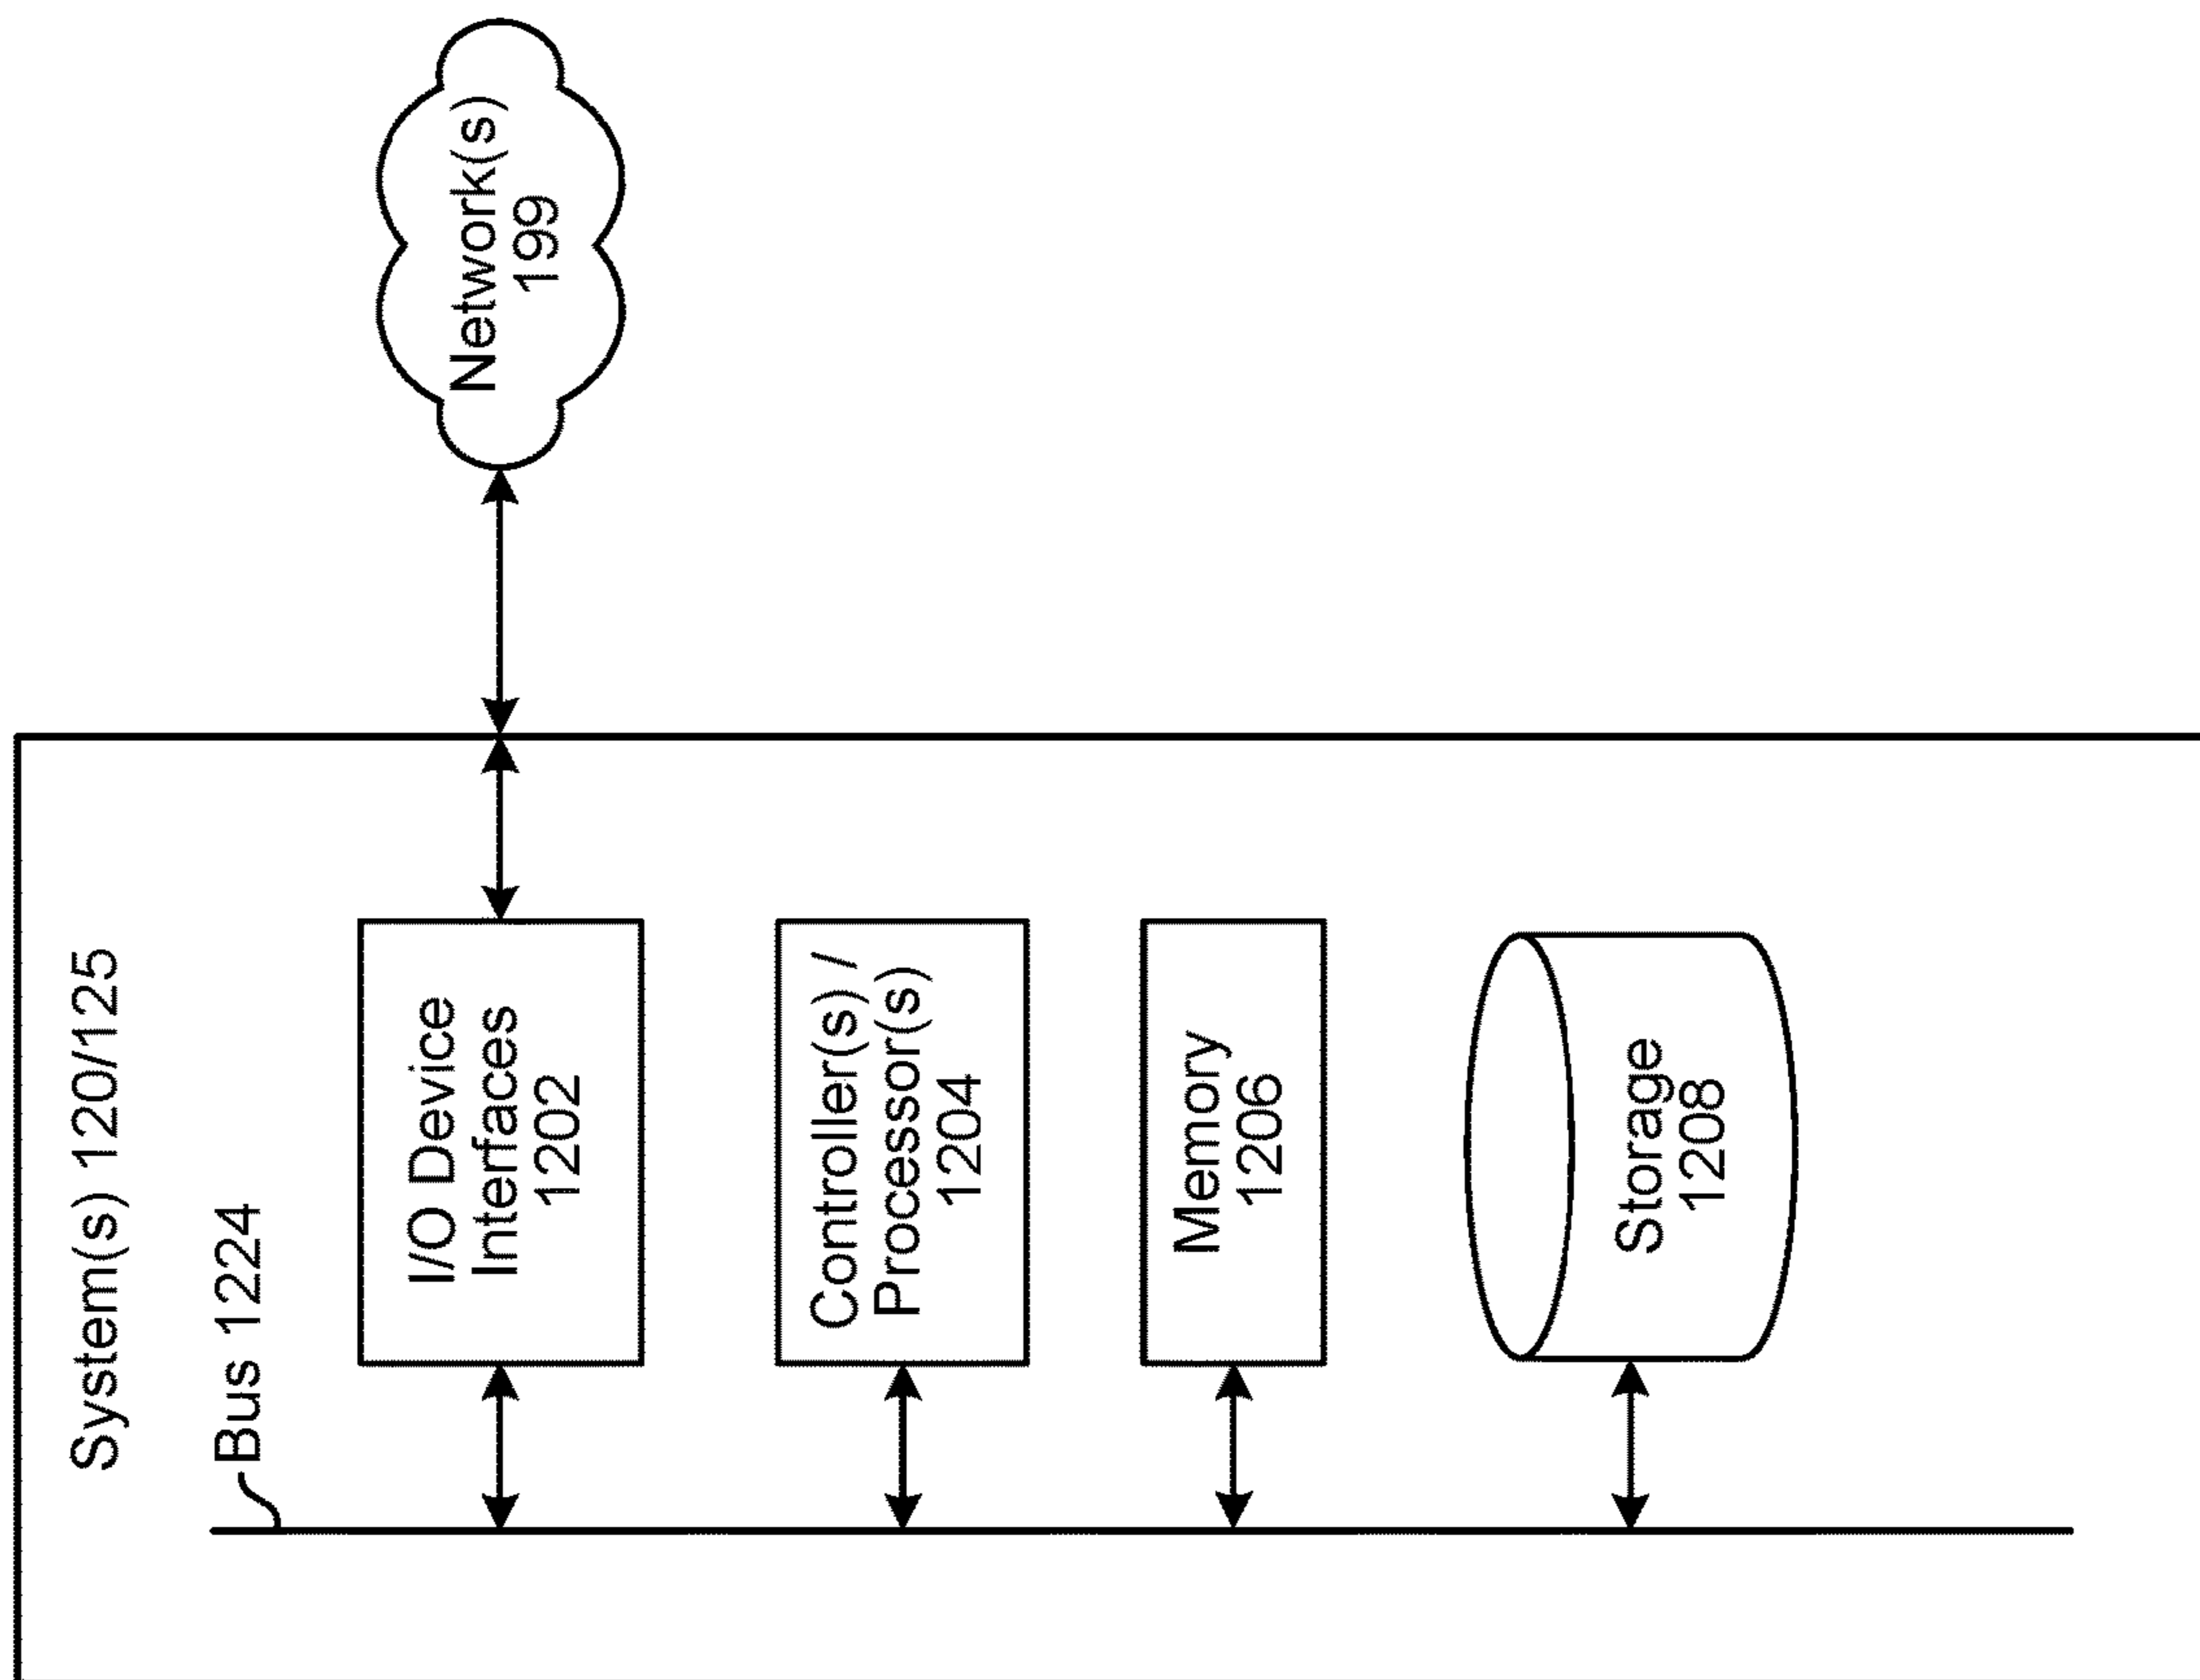 System(s) 120/125
Bus 1224
I/O Device
Interfaces
1202
Network(s)
199
Controller(s) /
Processor(s)
1204
Memory
1206
Storage
1208